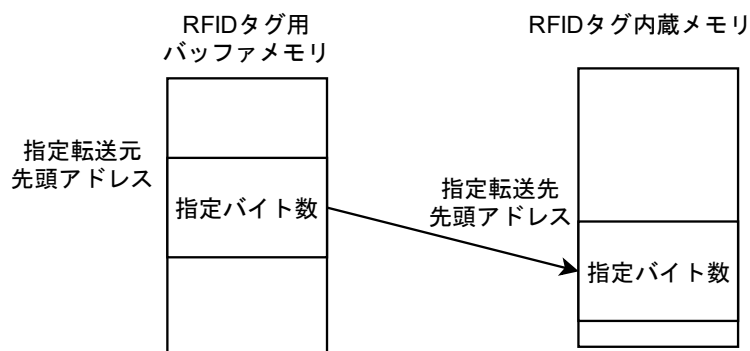 RFIDタグ用
バッファメモリ
RFIDタグ内蔵メモリ
指定転送元
先頭アドレス
指定バイト数
指定転送先
先頭アドレス
指定バイト数